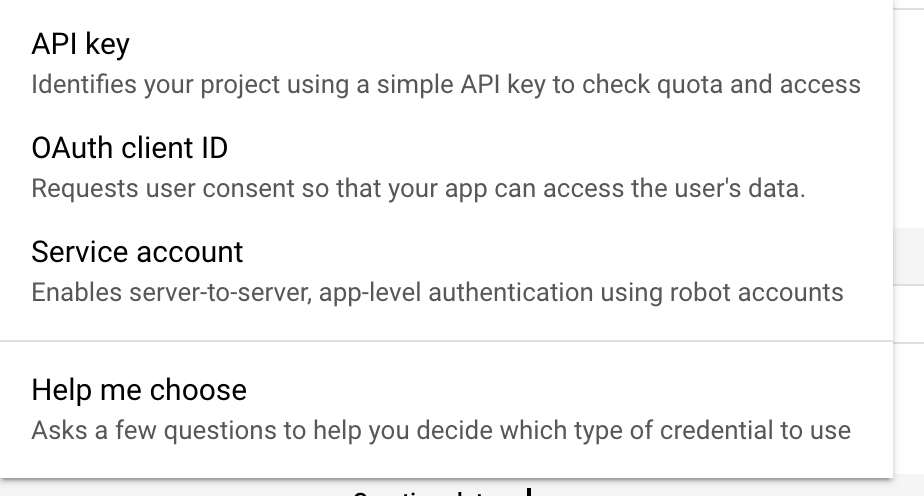 API key
Identifies your project using a simple API key to check quota and access
OAuth client ID
Requests user consent so that your app can access the user's data.
Service account
Enables server-to-server, app-level authentication using robot accounts
Help me choose
Asks a few questions to help you decide which type of credential to use